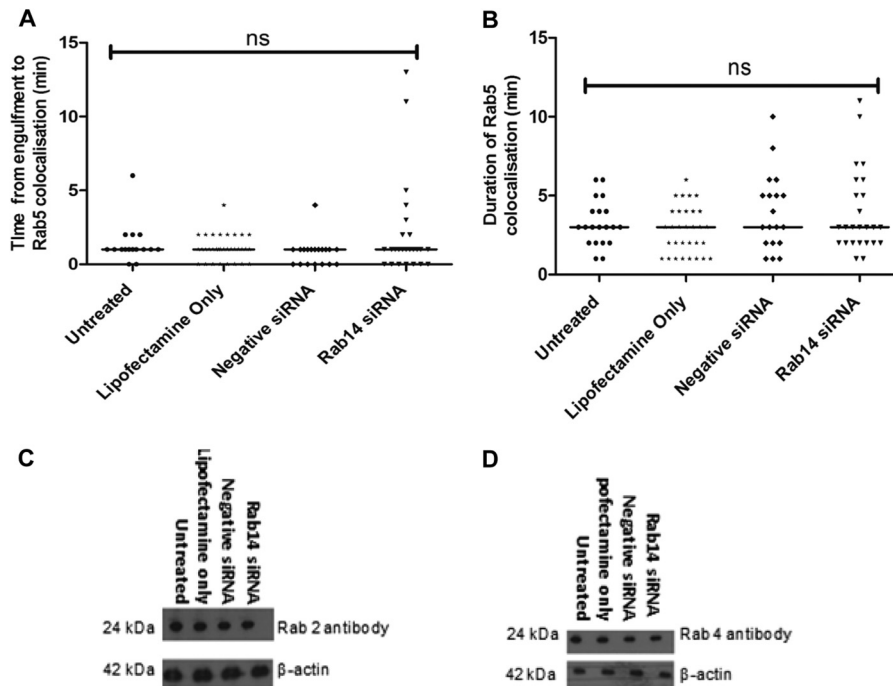 A
Time from engulfment to
Rab5 colocalisation (min)
15
10
5
0
ns
Untreated
Lipofectamine Only
Negative siRNA
Rab14 siRNA
B
Duration of Rab5
colocalisation (min)
15
10
5
0
ns
Untreated
Lipofectamine Only
Negative siRNA
Rab14 siRNA
C
Untreated
Lipofectamine only
Negative siRNA
Rab14 siRNA
24 kDa
Rab 2 antibody
42 kDa
β-actin
D
Untreated
pofectamine only
Negative siRNA
Rab14 siRNA
24 kDa
Rab 4 antibody
42 kDa
β-actin